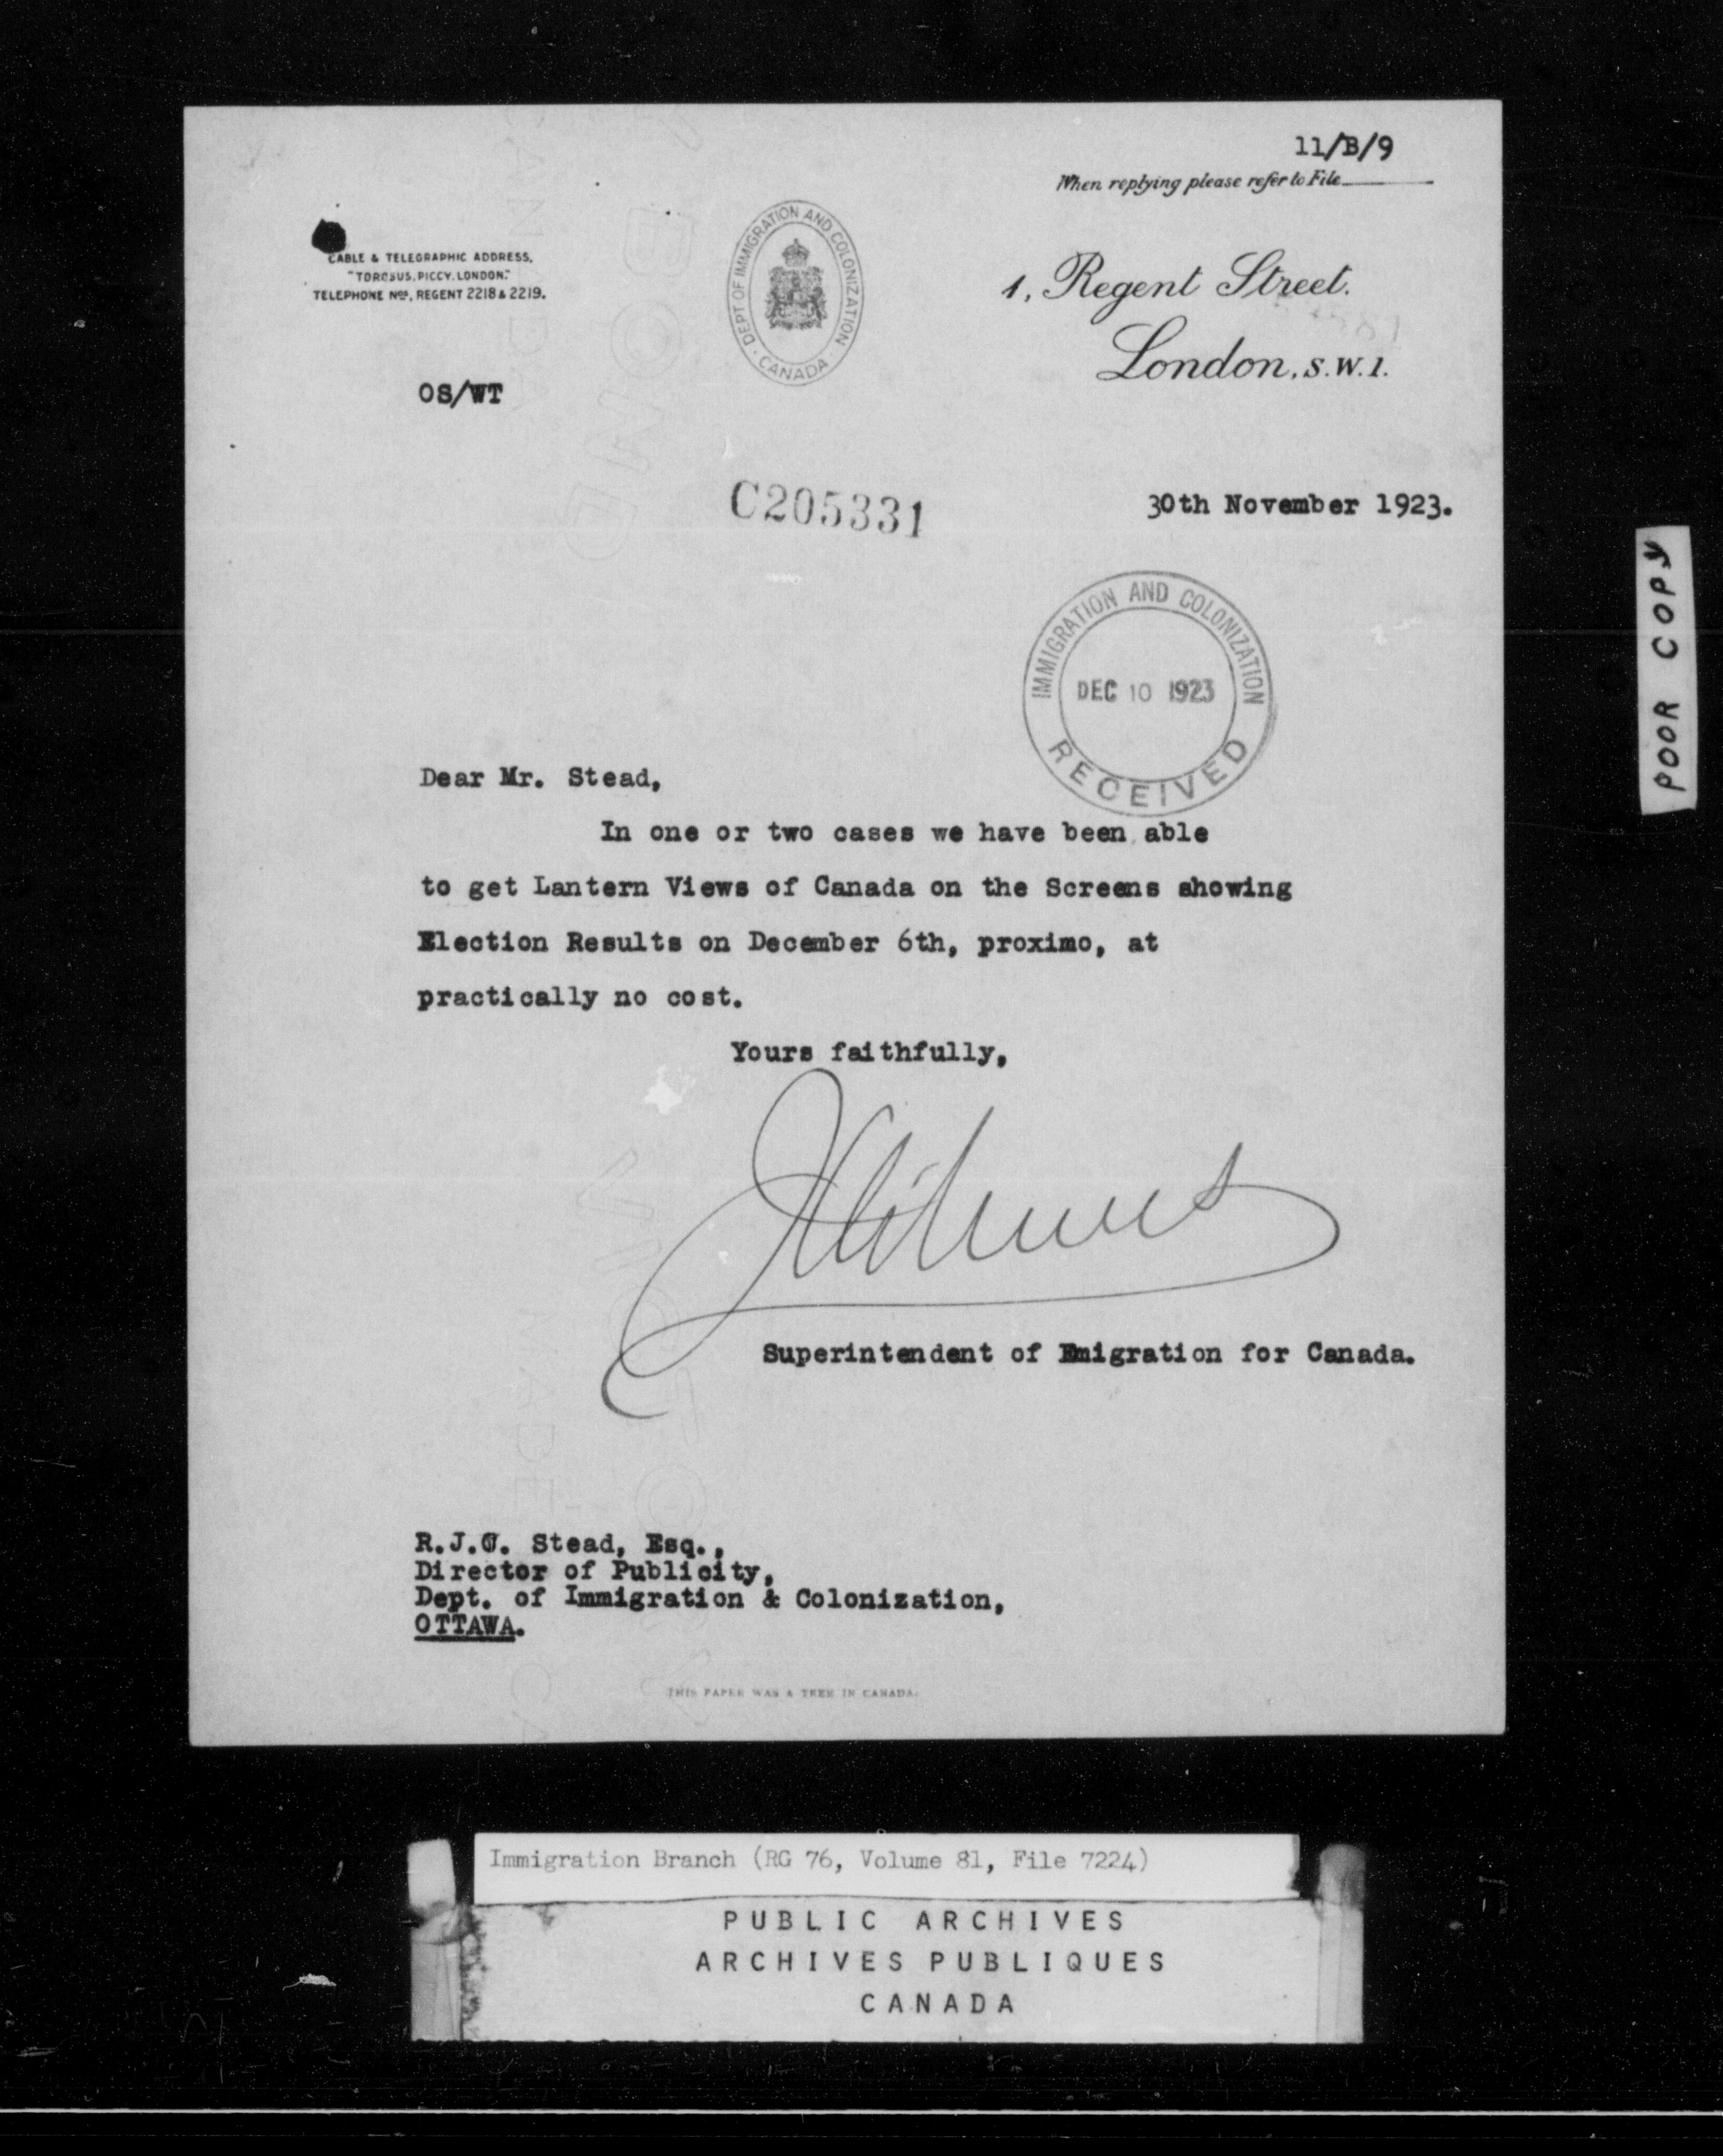 11/B/9
When replying please refer to File
CABLE & TELEGRAPHIC ADDRESS,
"TOROSUS, PICCY, LONDON."
TELEPHONE Nos, REGENT 2218 & 2219.
DEPT OF IMMIGRATION AND COLONIZATION · CANADA ·
1, Regent Street.
London, S.W.1.
OS/WT
C205331
30th November 1923.
IMMIGRATION AND COLONIZATION
DEC 10 1923
RECEIVED
POOR COPY
Dear Mr. Stead,
In one or two cases we have been able
to get Lantern Views of Canada on the Screens showing
Election Results on December 6th, proximo, at
practically no cost.
Yours faithfully,
Superintendent of Emigration for Canada.
R.J.C. Stead, Esq.,
Director of Publicity,
Dept. of Immigration & Colonization,
OTTAWA.
THIS PAPER WAS A TREE IN CANADA.
Immigration Branch (RG 76, Volume 81, File 7224)
PUBLIC ARCHIVES
ARCHIVES PUBLIQUES
CANADA